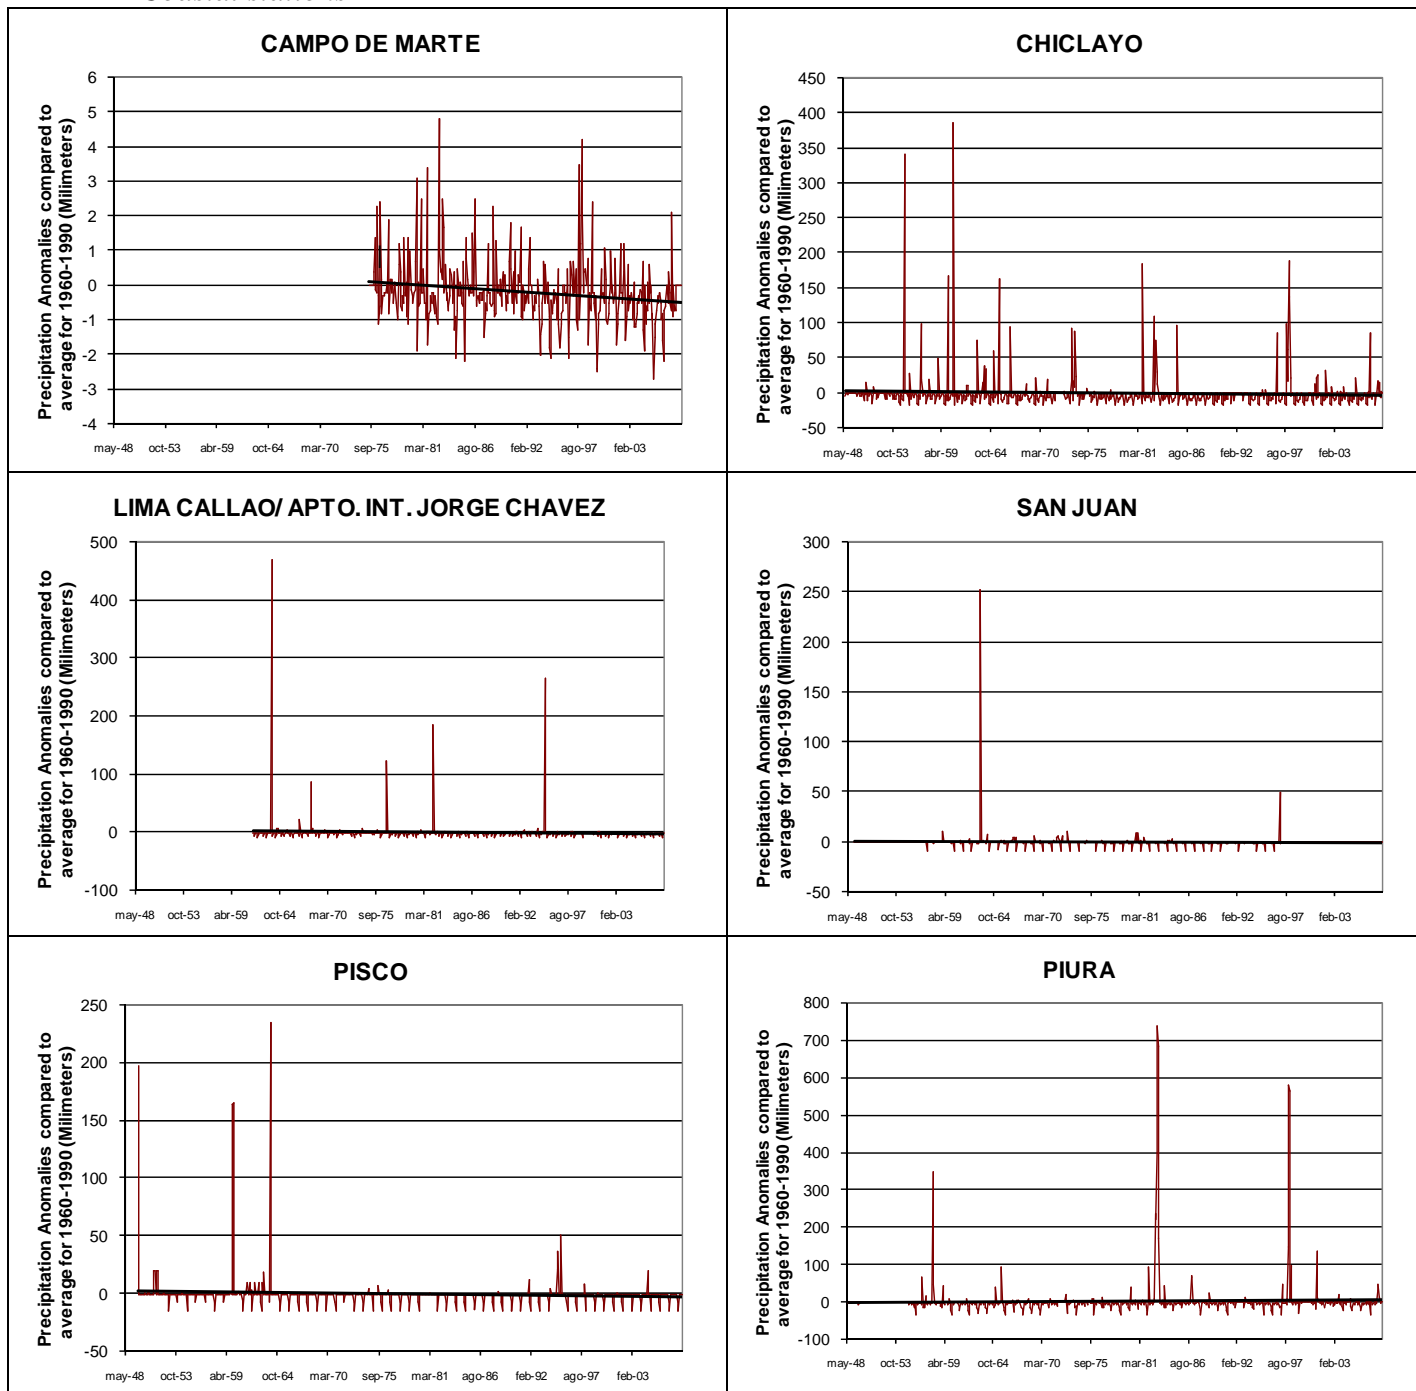 CAMPO DE MARTE
Precipitation Anomalies compared to
average for 1960-1990 (Milimeters)
6
5
4
3
2
1
0
-1
-2
-3
-4
may-48 oct-53 abr-59 oct-64 mar-70 sep-75 mar-81 ago-86 feb-92 ago-97 feb-03
CHICLAYO
Precipitation Anomalies compared to
average for 1960-1990 (Milimeters)
450
400
350
300
250
200
150
100
50
0
-50
may-48 oct-53 abr-59 oct-64 mar-70 sep-75 mar-81 ago-86 feb-92 ago-97 feb-03
LIMA CALLAO/ APTO. INT. JORGE CHAVEZ
Precipitation Anomalies compared to
average for 1960-1990 (Milimeters)
500
400
300
200
100
0
-100
may-48 oct-53 abr-59 oct-64 mar-70 sep-75 mar-81 ago-86 feb-92 ago-97 feb-03
SAN JUAN
Precipitation Anomalies compared to
average for 1960-1990 (Milimeters)
300
250
200
150
100
50
0
-50
may-48 oct-53 abr-59 oct-64 mar-70 sep-75 mar-81 ago-86 feb-92 ago-97 feb-03
PISCO
Precipitation Anomalies compared to
average for 1960-1990 (Milimeters)
250
200
150
100
50
0
-50
may-48 oct-53 abr-59 oct-64 mar-70 sep-75 mar-81 ago-86 feb-92 ago-97 feb-03
PIURA
Precipitation Anomalies compared to
average for 1960-1990 (Milimeters)
800
700
600
500
400
300
200
100
0
-100
may-48 oct-53 abr-59 oct-64 mar-70 sep-75 mar-81 ago-86 feb-92 ago-97 feb-03